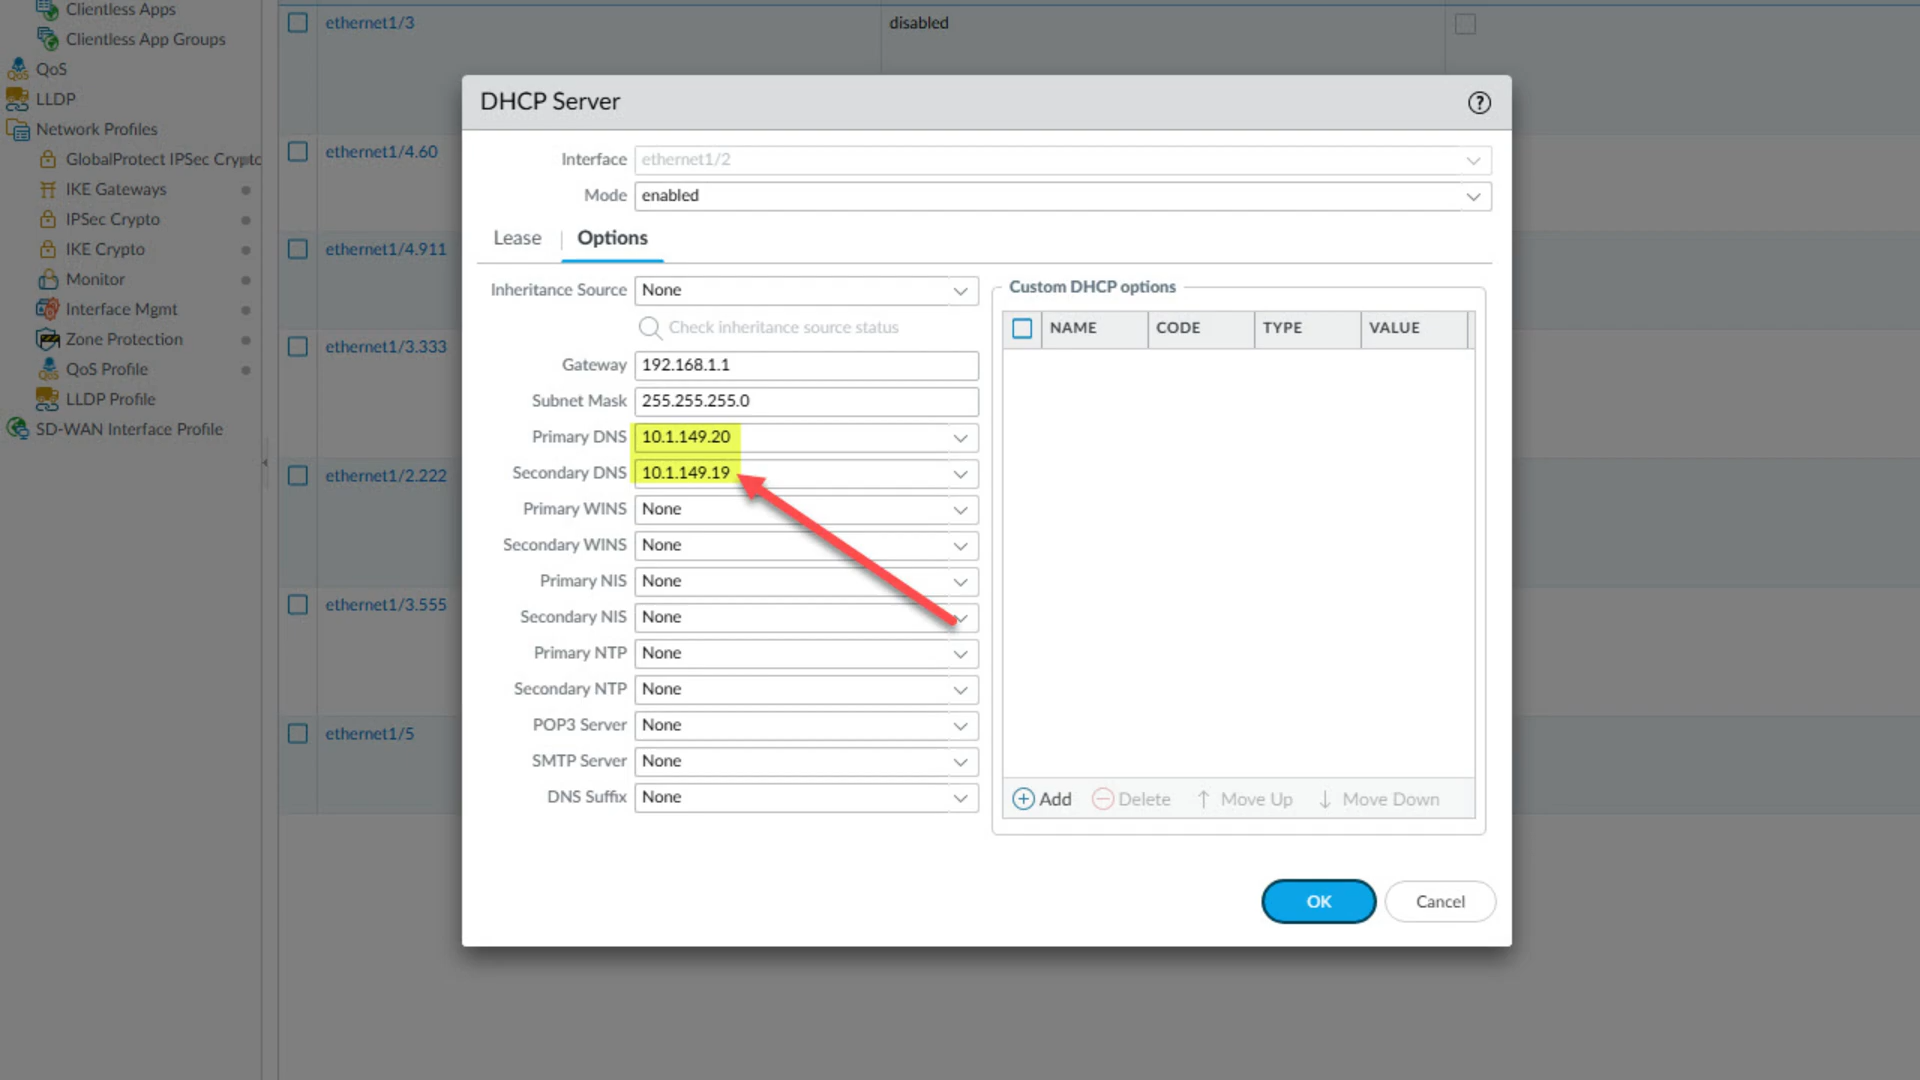 Clientless Apps
Clientless App Groups
QoS
LLDP
Network Profiles
GlobalProtect IPSec Crypto
IKE Gateways
IPSec Crypto
IKE Crypto
Monitor
Interface Mgmt
Zone Protection
QoS Profile
LLDP Profile
SD-WAN Interface Profile
ethernet1/3 disabled
ethernet1/4.60
ethernet1/4.911
ethernet1/3.333
ethernet1/2.222
ethernet1/3.555
ethernet1/5
DHCP Server
Interface ethernet1/2
Mode enabled
Lease Options
Inheritance Source None
Check inheritance source status
Gateway 192.168.1.1
Subnet Mask 255.255.255.0
Primary DNS 10.1.149.20
Secondary DNS 10.1.149.19
Primary WINS None
Secondary WINS None
Primary NIS None
Secondary NIS None
Primary NTP None
Secondary NTP None
POP3 Server None
SMTP Server None
DNS Suffix None
Custom DHCP options
NAME CODE TYPE VALUE
Add Delete Move Up Move Down
OK Cancel